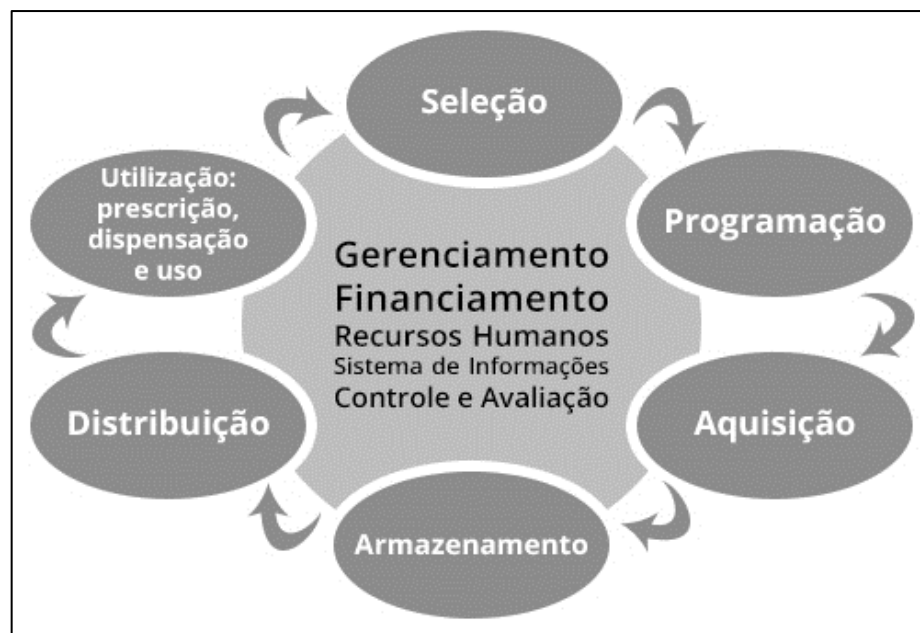 Seleção
Programação
Aquisição
Armazenamento
Distribuição
Utilização:
prescrição,
dispensação
e uso
Gerenciamento
Financiamento
Recursos Humanos
Sistema de Informações
Controle e Avaliação